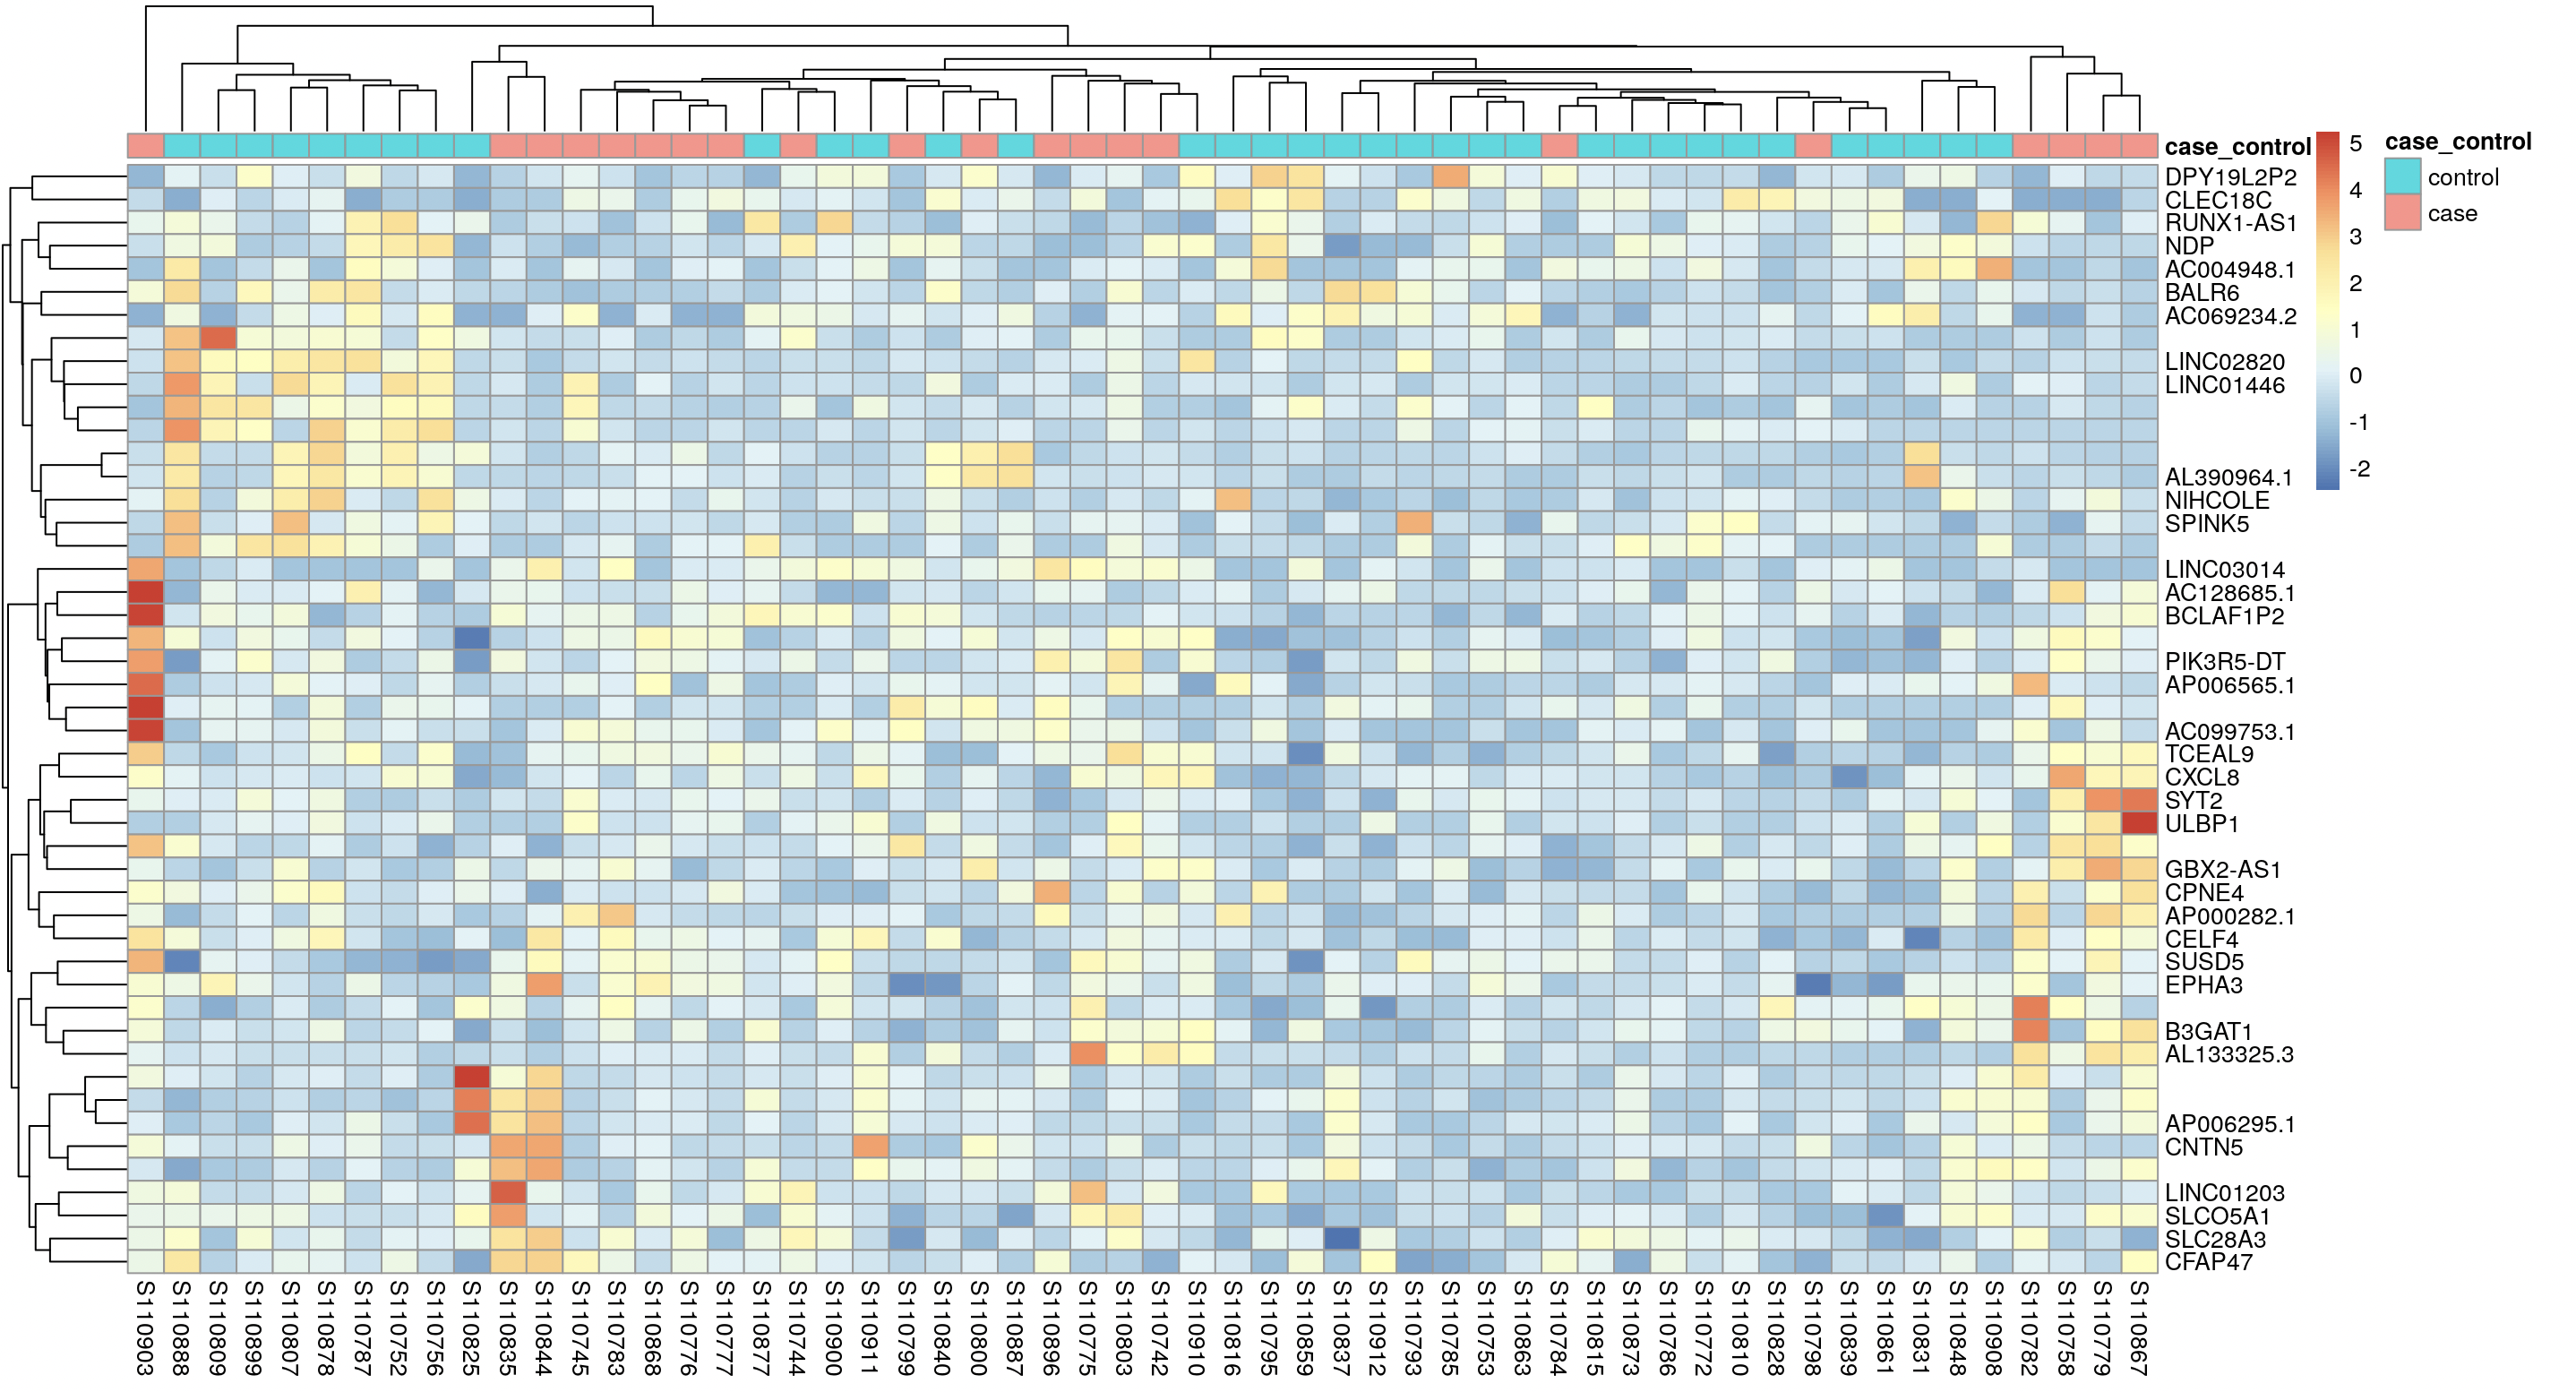 case_control
5
4
3
2
1
0
-1
-2
case_control
control
case
DPY19L2P2
CLEC18C
RUNX1-AS1
NDP
AC004948.1
BALR6
AC069234.2
LINC02820
LINC01446
AL390964.1
NIHCOLE
SPINK5
LINC03014
AC128685.1
BCLAF1P2
PIK3R5-DT
AP006565.1
AC099753.1
TCEAL9
CXCL8
SYT2
ULBP1
GBX2-AS1
CPNE4
AP000282.1
CELF4
SUSD5
EPHA3
B3GAT1
AL133325.3
AP006295.1
CNTN5
LINC01203
SLCO5A1
SLC28A3
CFAP47
S110903
S110888
S110809
S110899
S110807
S110878
S110787
S110752
S110756
S110825
S110835
S110844
S110745
S110783
S110868
S110776
S110777
S110877
S110744
S110900
S110911
S110799
S110840
S110800
S110887
S110896
S110775
S110803
S110742
S110910
S110816
S110795
S110859
S110837
S110912
S110793
S110785
S110753
S110863
S110784
S110815
S110873
S110786
S110772
S110810
S110828
S110798
S110839
S110861
S110831
S110848
S110908
S110782
S110758
S110779
S110867